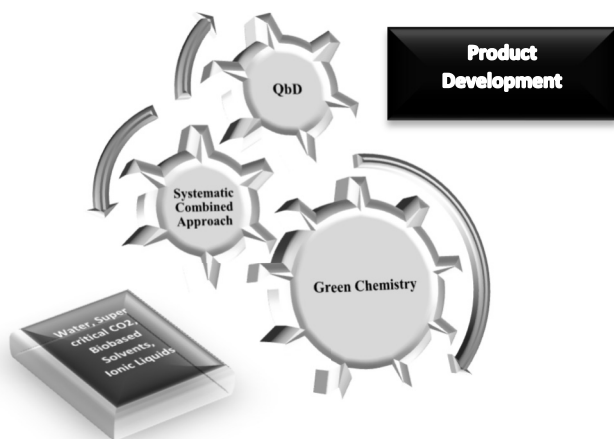 Product
Development
QbD
Systematic
Combined
Approach
Green Chemistry
Water, Super
critical CO2,
Biobased
Solvents,
Ionic Liquids